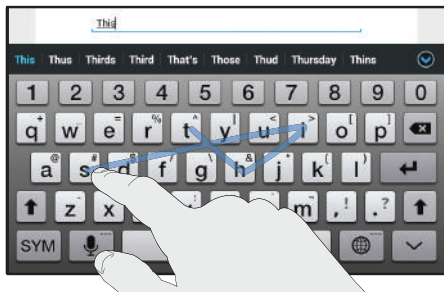 This
This Thus Thirds Third That's Those Thud Thursday Thins
1 2 3 4 5 6 7 8 9 0
q + w e = r % t ^ y | u < i > o [ p ]
a @ s # d $ f / g \ h & j * k ( l )
z x m , ! . ?
SYM